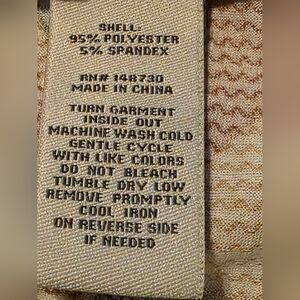 SHELL:
95% POLYESTER
5% SPANDEX
RN# 148730
MADE IN CHINA
TURN GARMENT
INSIDE OUT
MACHINE WASH COLD
GENTLE CYCLE
WITH LIKE COLORS
DO NOT BLEACH
TUMBLE DRY LOW
REMOVE PROMPTLY
COOL IRON
ON REVERSE SIDE
IF NEEDED